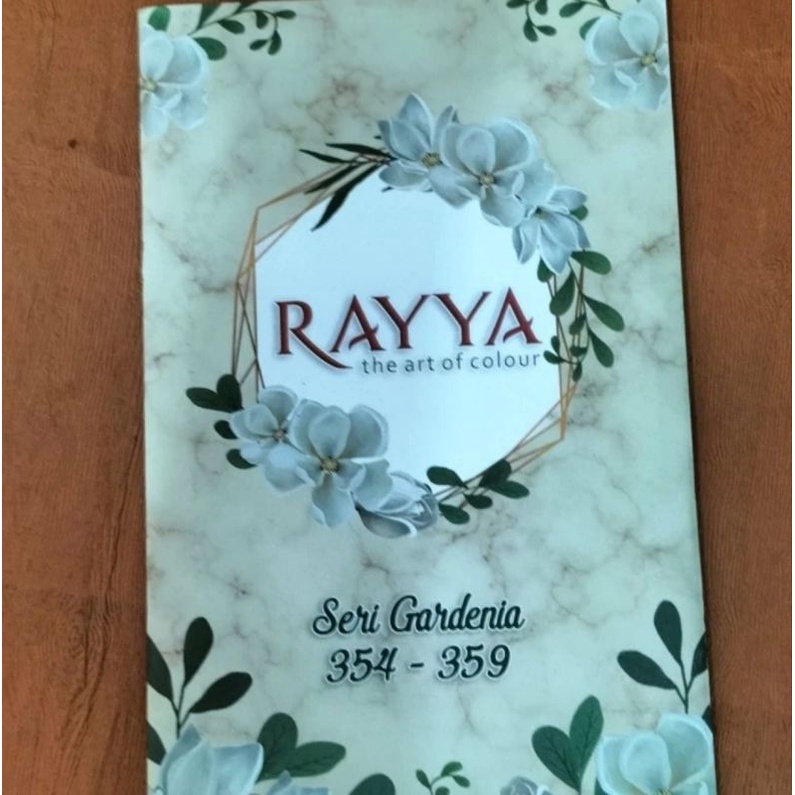 RAYYA
the art of colour
Seri Gardenia
354 - 359